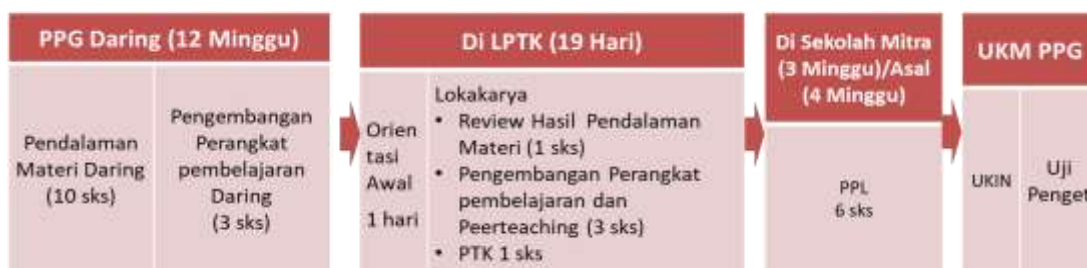 PPG Daring (12 Minggu)
Pendalaman
Materi Daring
(10 sks)
Pengembangan
Perangkat
pembelajaran
Daring
(3 sks)
Di LPTK (19 Hari)
Orien
tasi
Awal
1 hari
Lokakarya
• Review Hasil Pendalaman
Materi (1 sks)
• Pengembangan Perangkat
pembelajaran dan
Peerteaching (3 sks)
• PTK 1 sks
Di Sekolah Mitra
(3 Minggu)/Asal
(4 Minggu)
PPL
6 sks
UKM PPG
UKIN
Uji
Penget